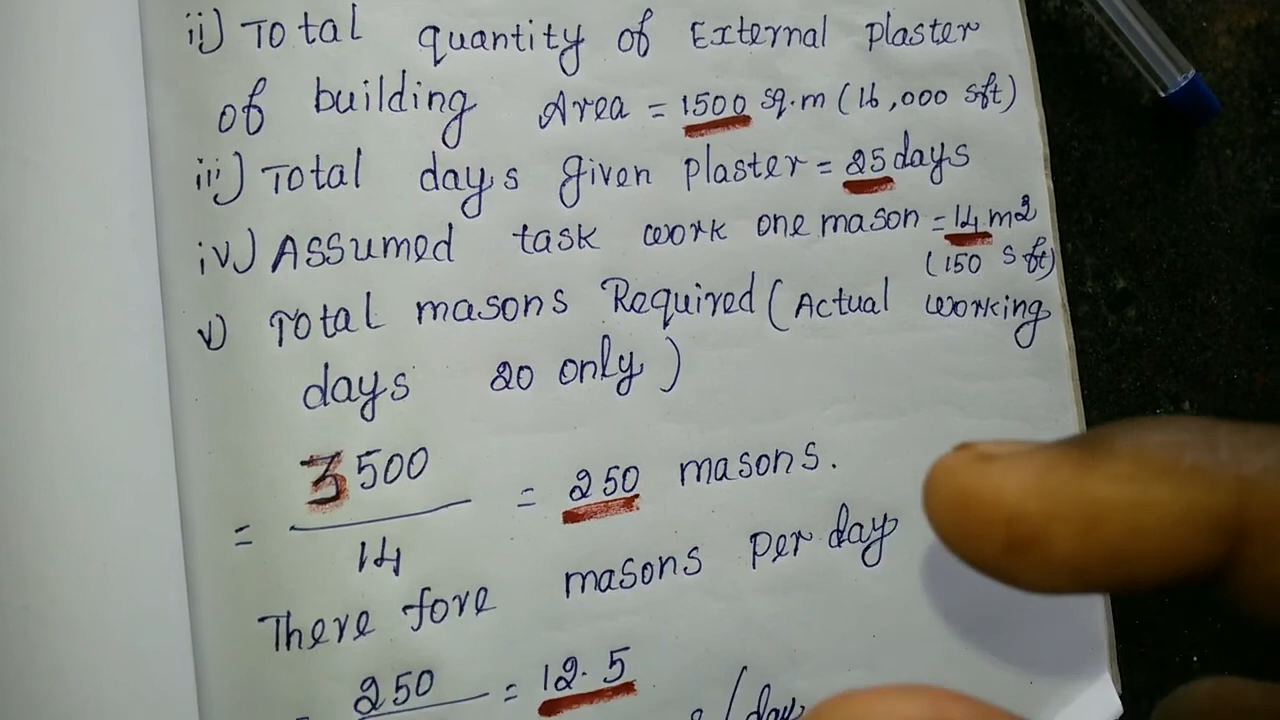 ii) Total quantity of External plaster
of building Area = 1500 sq.m (16,000 sft)
iii) Total days given plaster = 25 days
iv) Assumed task work one mason = 14 m2
(150 sft)
v) Total masons Required (Actual working
days 20 only)
= 3500 / 14 = 250 masons.
There fore masons per day
= 250 = 12.5 /day